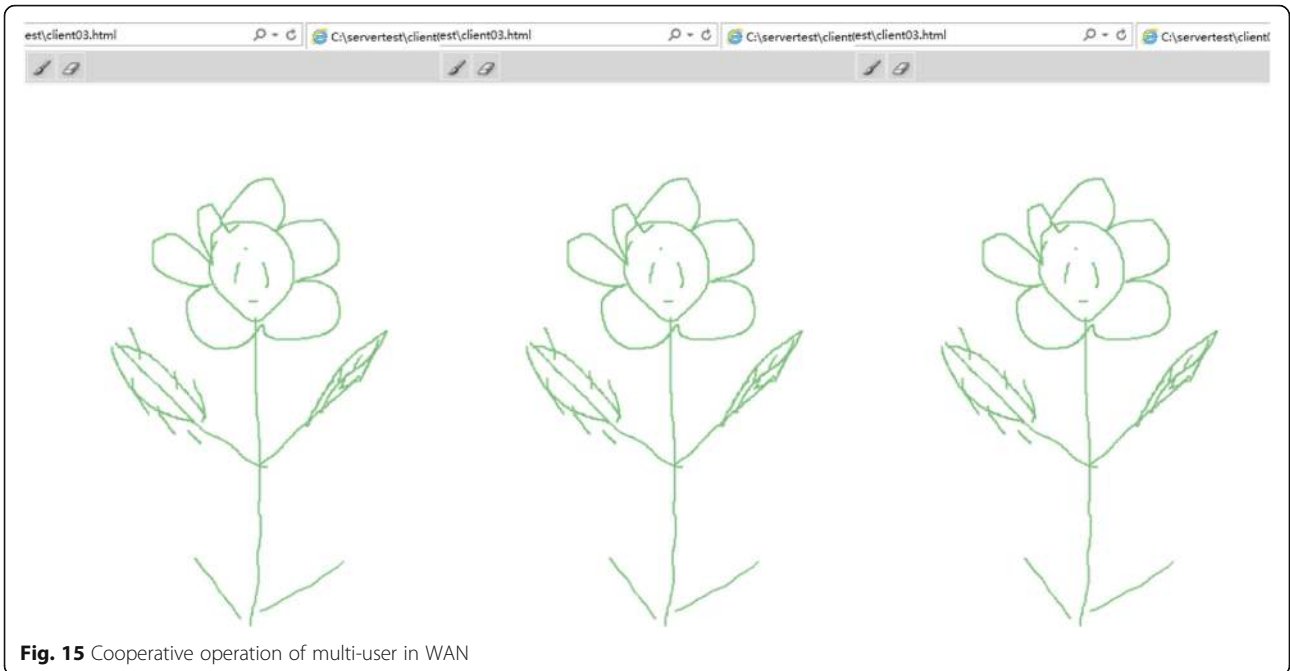 est\client03.html C:\servertest\client(est\client03.html C:\servertest\client(est\client03.html C:\servertest\client(
Fig. 15 Cooperative operation of multi-user in WAN